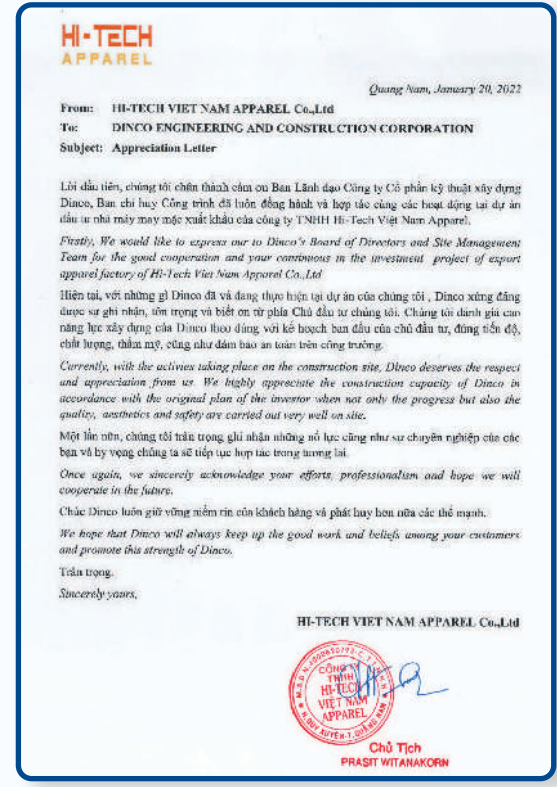 HI-TECH
APPAREL
Quang Nam, January 20, 2022
From: HI-TECH VIET NAM APPAREL Co.,Ltd
To: DINCO ENGINEERING AND CONSTRUCTION CORPORATION
Subject: Appreciation Letter
Lời đầu tiên, chúng tôi chân thành cảm ơn Ban Lãnh đạo Công ty Cổ phần kỹ thuật xây dựng
Dinco, Ban chỉ huy Công trình đã luôn đồng hành và hợp tác cùng các hoạt động tại dự án
đầu tư nhà máy may mặc xuất khẩu của công ty TNHH Hi-Tech Việt Nam Apparel.
Firstly, We would like to express our to Dinco's Board of Directors and Site Management
Team for the good cooperation and your continuous in the investment project of export
apparel factory of Hi-Tech Viet Nam Apparel Co.,Ltd
Hiện tại, với những gì Dinco đã và đang thực hiện tại dự án của chúng tôi , Dinco xứng đáng
được sự ghi nhận, tôn trọng và biết ơn từ phía Chủ đầu tư chúng tôi. Chúng tôi đánh giá cao
năng lực xây dựng của Dinco theo đúng với kế hoạch ban đầu của chủ đầu tư, đúng tiến độ,
chất lượng, thẩm mỹ, cũng như đảm bảo an toàn trên công trường.
Currently, with the activies taking place on the construction site, Dinco deserves the respect
and appreciation from us. We highly appreciate the construction capacity of Dinco in
accordance with the original plan of the investor when not only the progress but also the
quality, aesthetics and safety are carried out very well on site.
Một lần nữa, chúng tôi trân trọng ghi nhận những nỗ lực cũng như sự chuyên nghiệp của các
bạn và hy vọng chúng ta sẽ tiếp tục hợp tác trong tương lai.
Once again, we sincerely acknowledge your efforts, professionalism and hope we will
cooperate in the future.
Chúc Dinco luôn giữ vững niềm tin của khách hàng và phát huy hơn nữa các thế mạnh.
We hope that Dinco will always keep up the good work and beliefs among your customers
and promote this strength of Dinco.
Trân trọng.
Sincerely yours,
HI-TECH VIET NAM APPAREL Co.,Ltd
CÔNG TY
TNHH
HI-TECH
VIỆT NAM
APPAREL
H. DUY XUYÊN-T. QUẢNG NAM
Chủ Tịch
PRASIT WITANAKORN